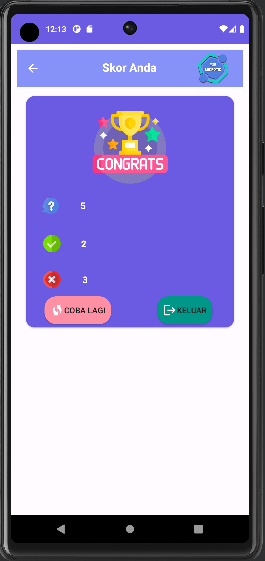 12:13
Skor Anda
CONGRATS
? 5
2
3
COBA LAGI
KELUAR